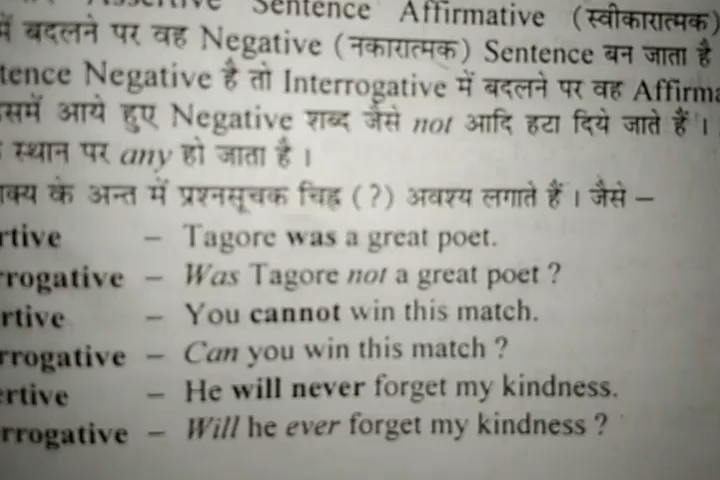 Assertive Sentence Affirmative (स्वीकारात्मक)
में बदलने पर वह Negative (नकारात्मक) Sentence बन जाता है
tence Negative है तो Interrogative में बदलने पर वह Affirma
समें आये हुए Negative शब्द जैसे not आदि हटा दिये जाते हैं ।
स्थान पर any हो जाता है ।
क्य के अन्त में प्रश्नसूचक चिह्न (?) अवश्य लगाते हैं । जैसे –
rtive – Tagore was a great poet.
rrogative – Was Tagore not a great poet ?
rtive – You cannot win this match.
rrogative – Can you win this match ?
ertive – He will never forget my kindness.
rrogative – Will he ever forget my kindness ?